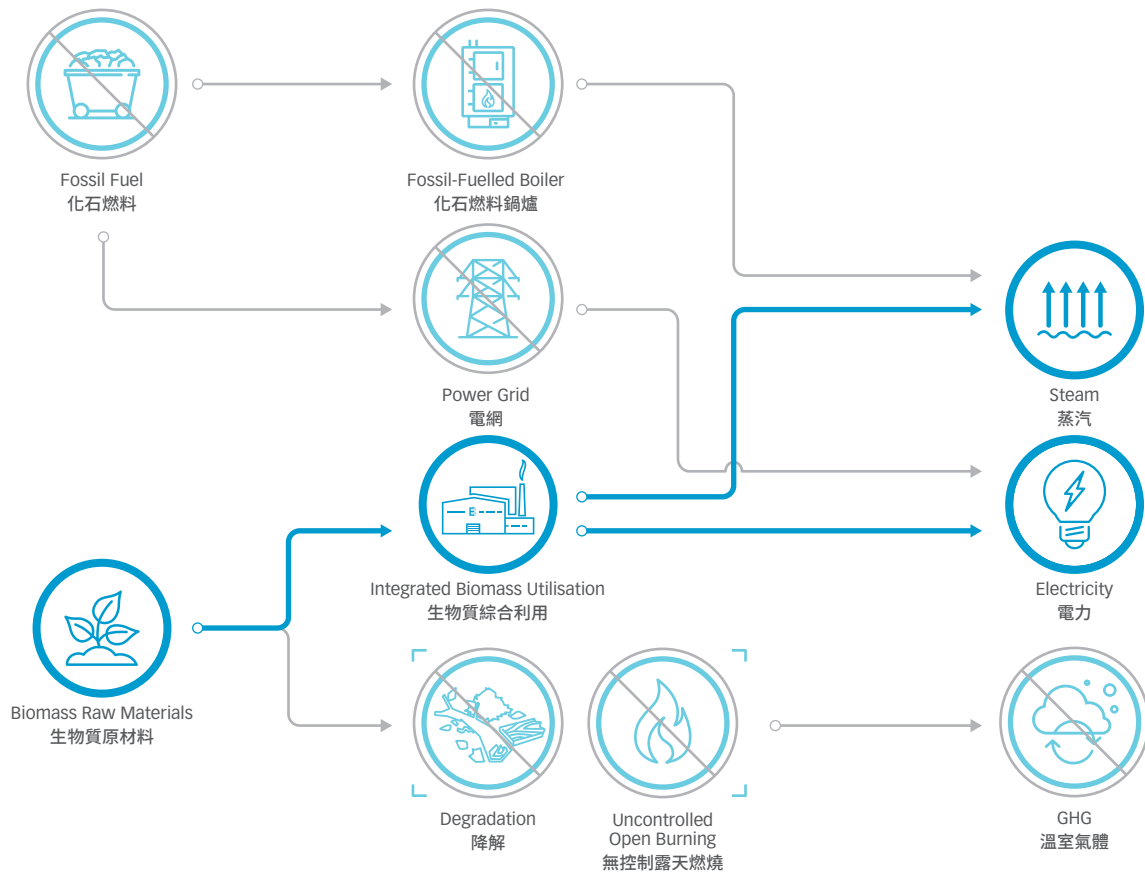 Fossil Fuel
化石燃料
Fossil-Fuelled Boiler
化石燃料鍋爐
Power Grid
電網
Steam
蒸汽
Integrated Biomass Utilisation
生物質綜合利用
Electricity
電力
Biomass Raw Materials
生物質原材料
Degradation
降解
Uncontrolled
Open Burning
無控制露天燃燒
GHG
溫室氣體